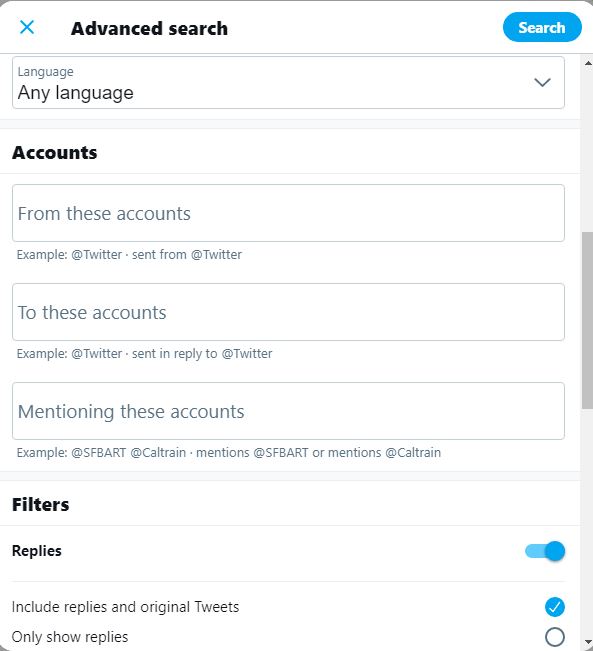 Advanced search
Search
Language
Any language
Accounts
From these accounts
Example: @Twitter · sent from @Twitter
To these accounts
Example: @Twitter · sent in reply to @Twitter
Mentioning these accounts
Example: @SFBART @Caltrain · mentions @SFBART or mentions @Caltrain
Filters
Replies
Include replies and original Tweets
Only show replies